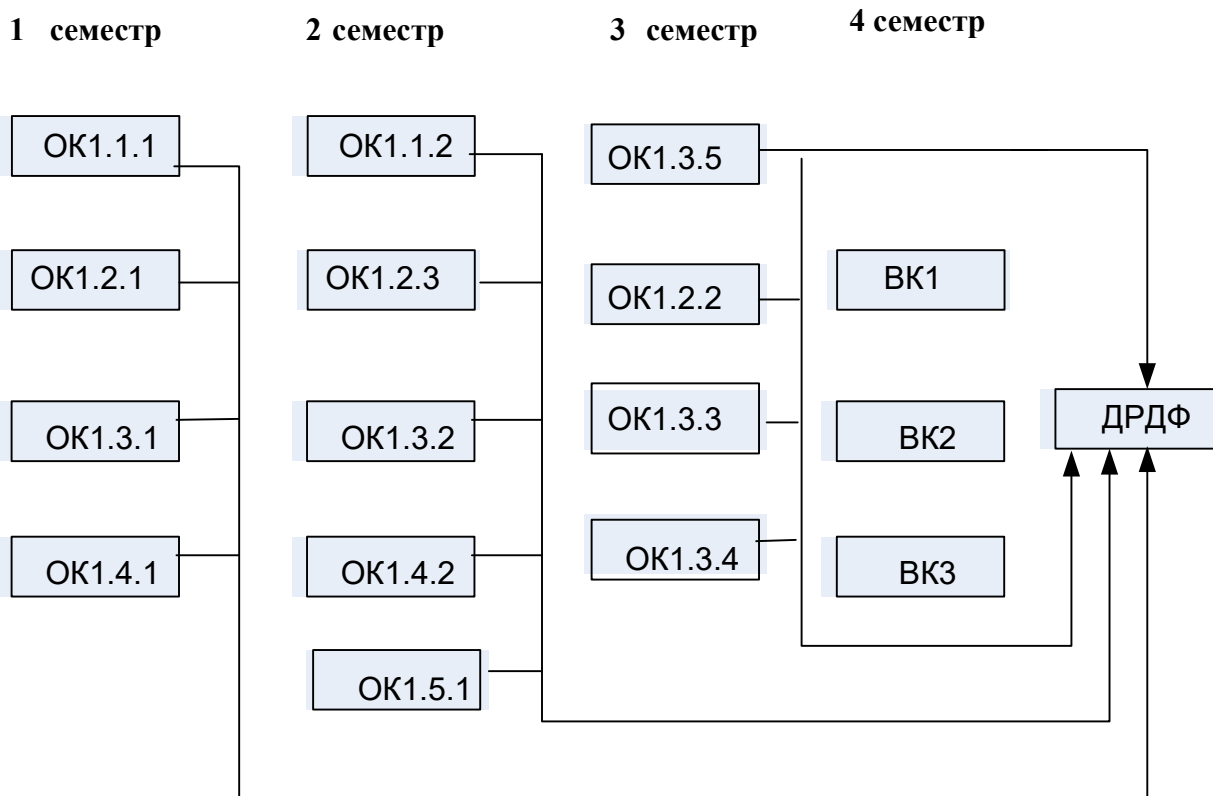 1 семестр 2 семестр 3 семестр 4 семестр
ОК1.1.1 ОК1.1.2 ОК1.3.5
ОК1.2.1 ОК1.2.3 ОК1.2.2 ВК1
ОК1.3.1 ОК1.3.2 ОК1.3.3 ВК2 ДРДФ
ОК1.4.1 ОК1.4.2 ОК1.3.4 ВК3
ОК1.5.1